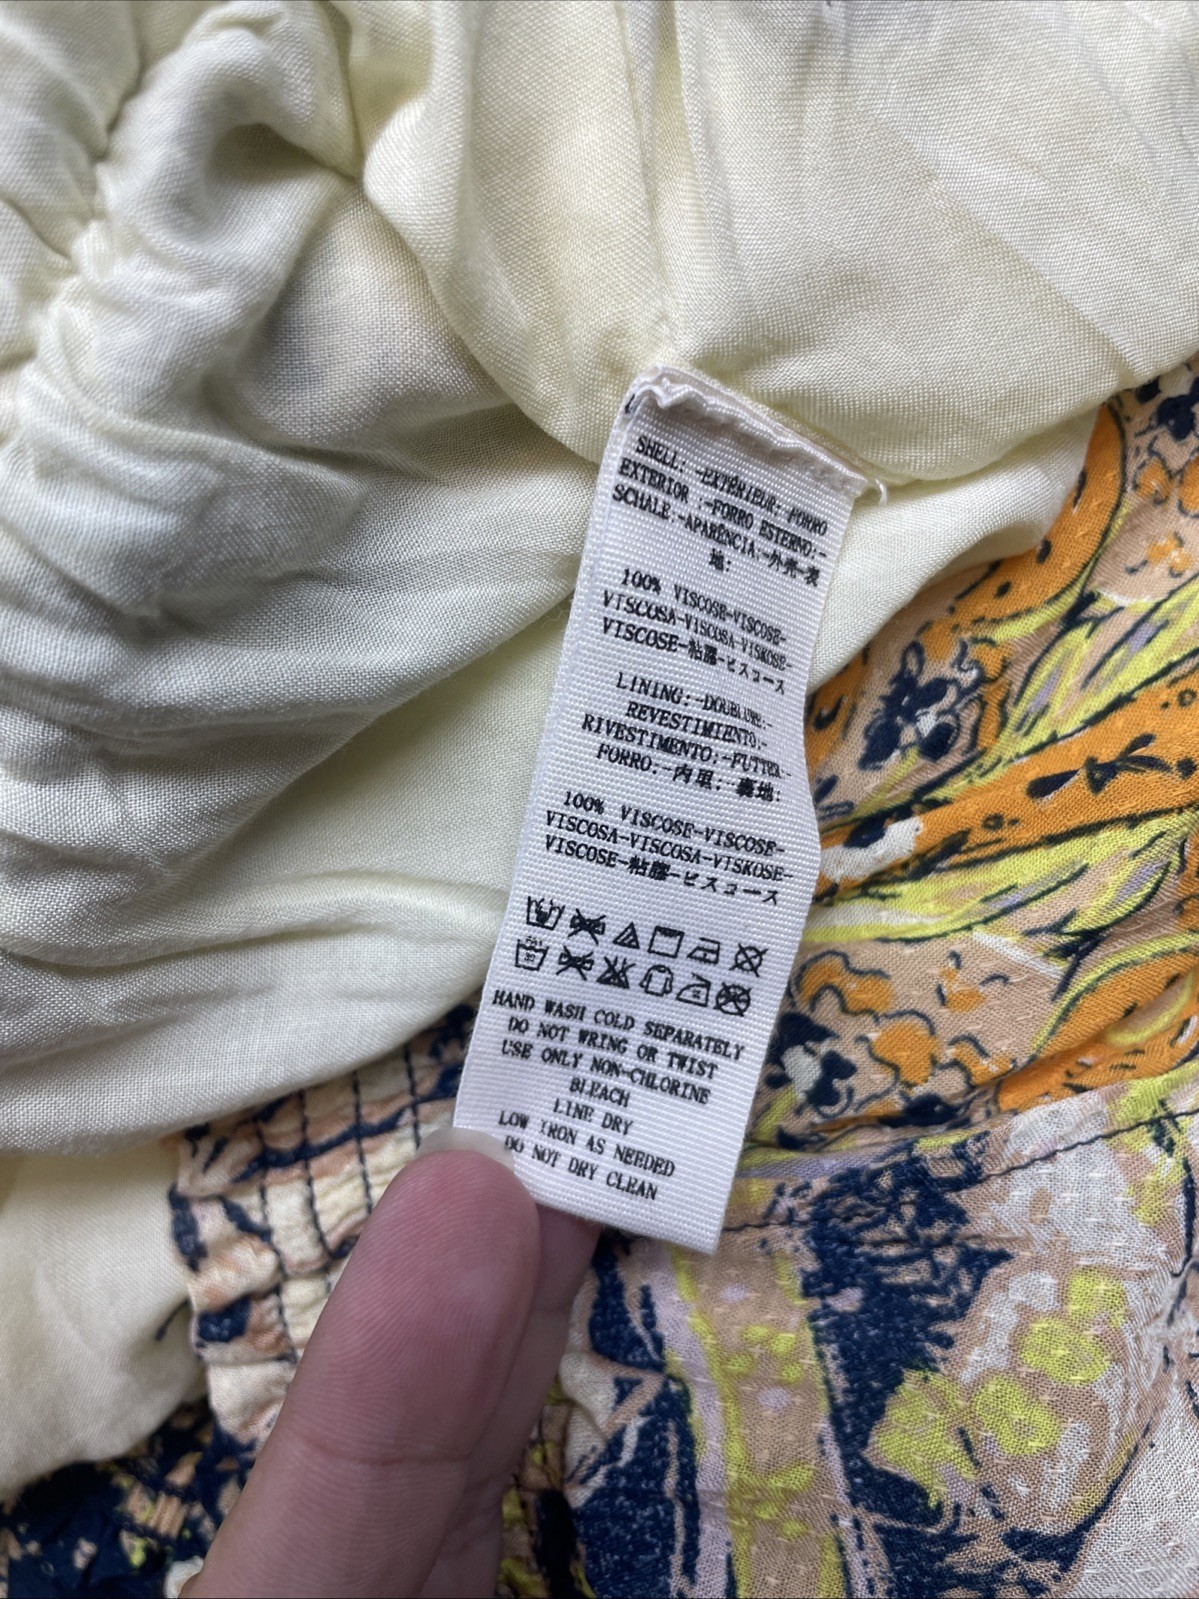 SHELL: -EXTÉRIEUR: FORRO
EXTERIOR :-FORRO ESTERNO:-
SCHALE:-APARÊNCIA:-外壳-表
地:
100% VISCOSE-VISCOSE-
VISCOSA-VISCOSA-VISKOSE-
VISCOSE-粘膠-ビスコース
LINING:-DOUBLURE:-
REVESTIMIENTO:-
RIVESTIMENTO:-FUTTER-
FORRO:-内里:-裏地:
100% VISCOSE-VISCOSE-
VISCOSA-VISCOSA-VISKOSE-
VISCOSE-粘膠-ビスコース
HAND WASH COLD SEPARATELY
DO NOT WRING OR TWIST
USE ONLY NON-CHLORINE
BLEACH
LINE DRY
LOW IRON AS NEEDED
DO NOT DRY CLEAN